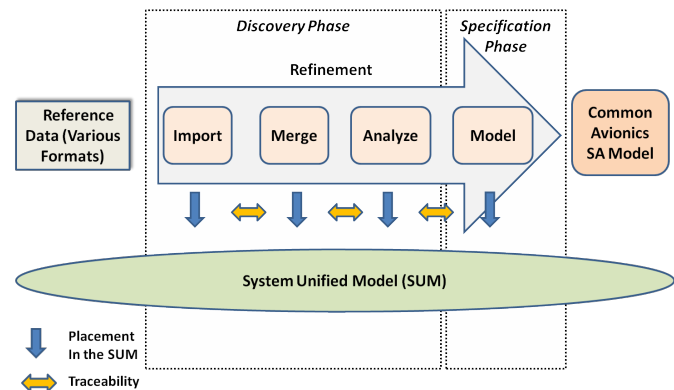 Discovery Phase
Specification
Phase
Refinement
Reference
Data (Various
Formats)
Import
Merge
Analyze
Model
Common
Avionics
SA Model
System Unified Model (SUM)
Placement
In the SUM
Traceability